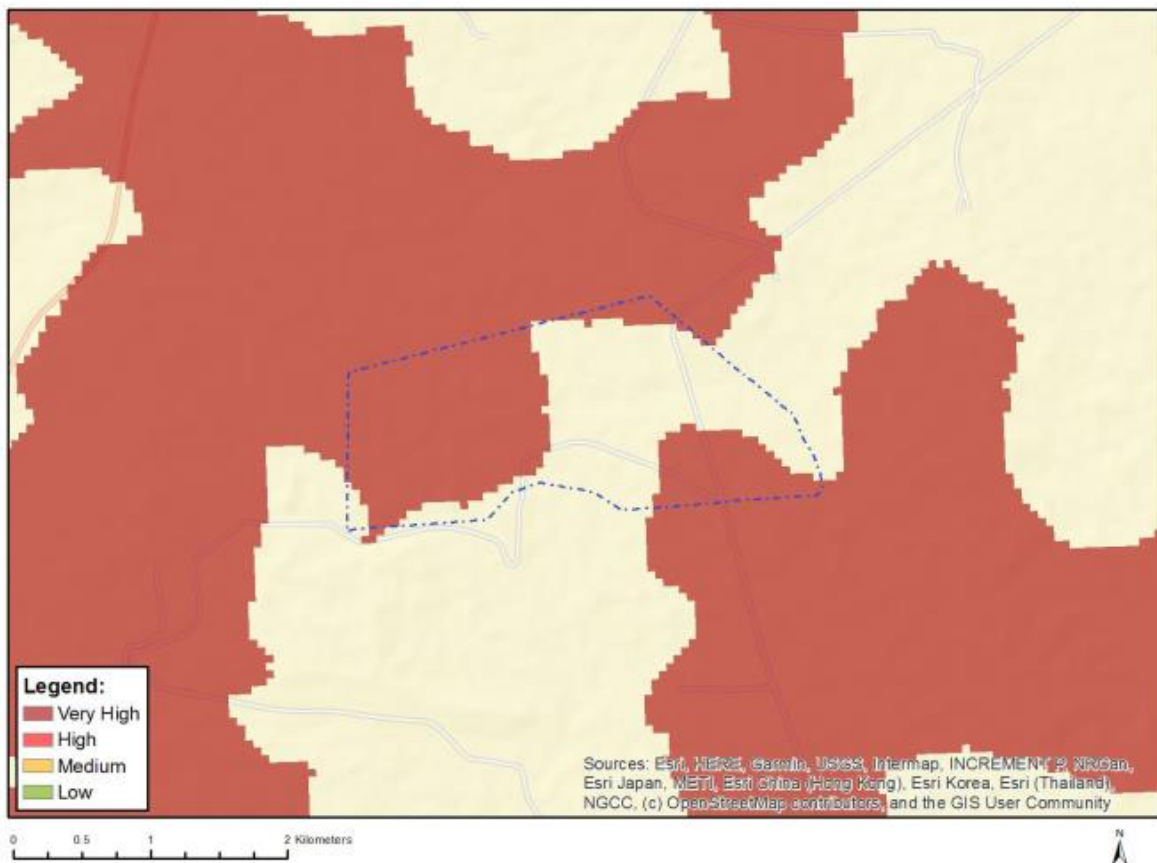 Legend:
Very High
High
Medium
Low
Sources: Esri, HERE, Garmin, USGS, Intermap, INCREMENT P, NRCan,
Esri Japan, METI, Esri China (Hong Kong), Esri Korea, Esri (Thailand),
NGCC, (c) OpenStreetMap contributors, and the GIS User Community
0 0.5 1 2 Kilometers
N